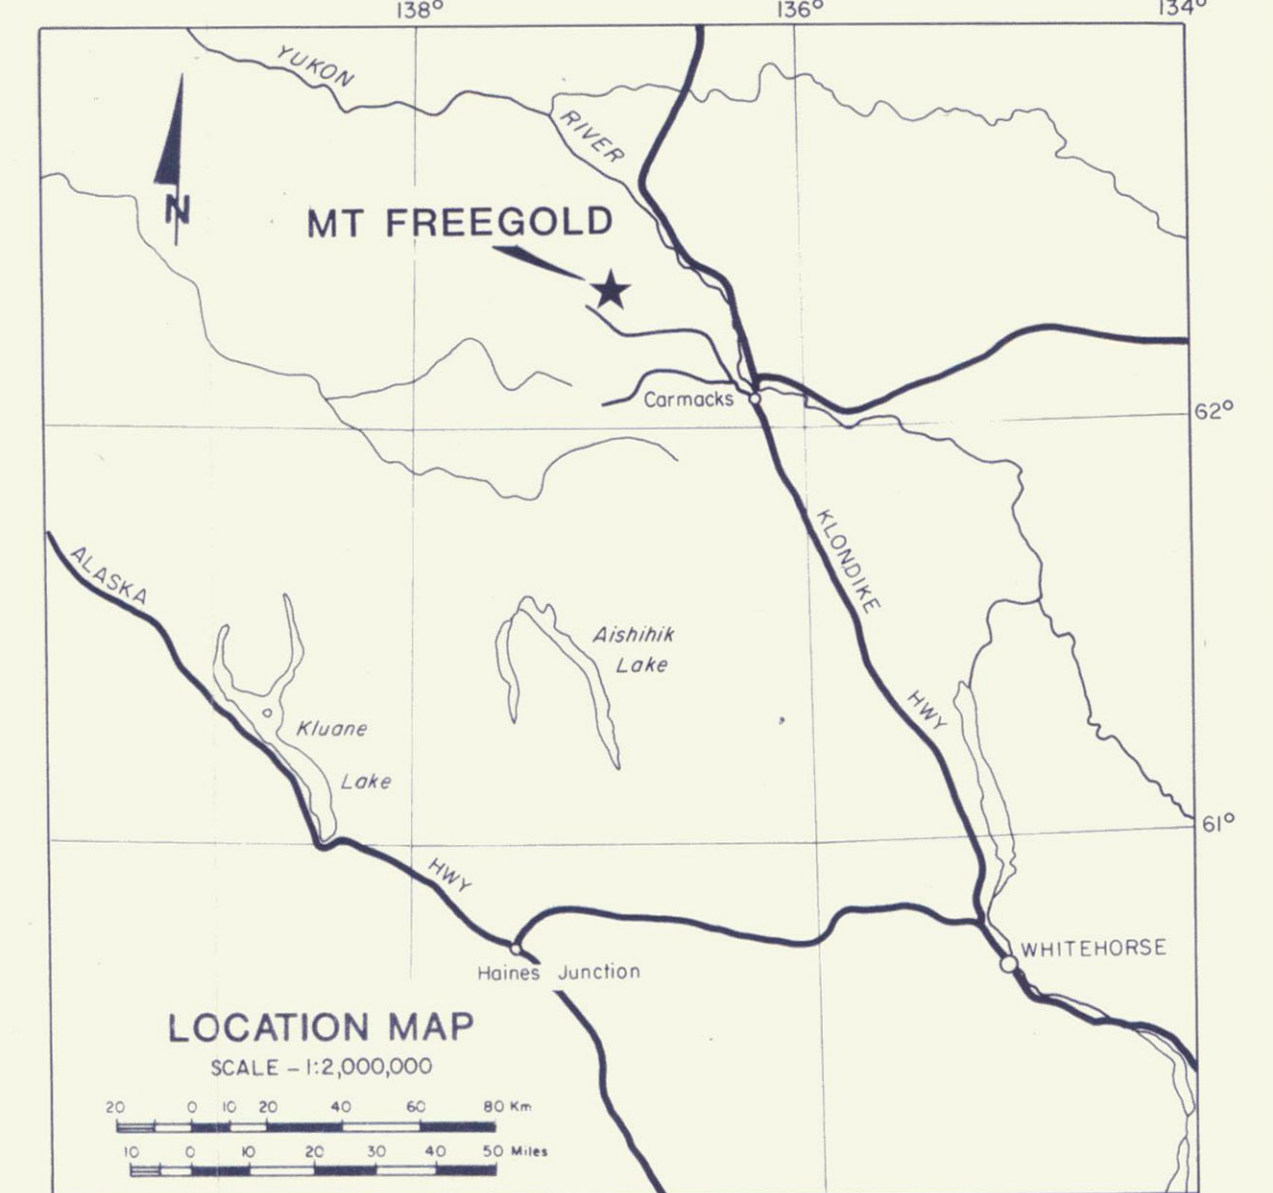 138° 136° 134°
YUKON
RIVER
N
MT FREEGOLD
Carmacks
62°
ALASKA
KLONDIKE
Aishihik
Lake
HWY
Kluane
Lake
61°
HWY
WHITEHORSE
Haines Junction
LOCATION MAP
SCALE - 1:2,000,000
20 0 10 20 40 60 80 Km
10 0 10 20 30 40 50 Miles